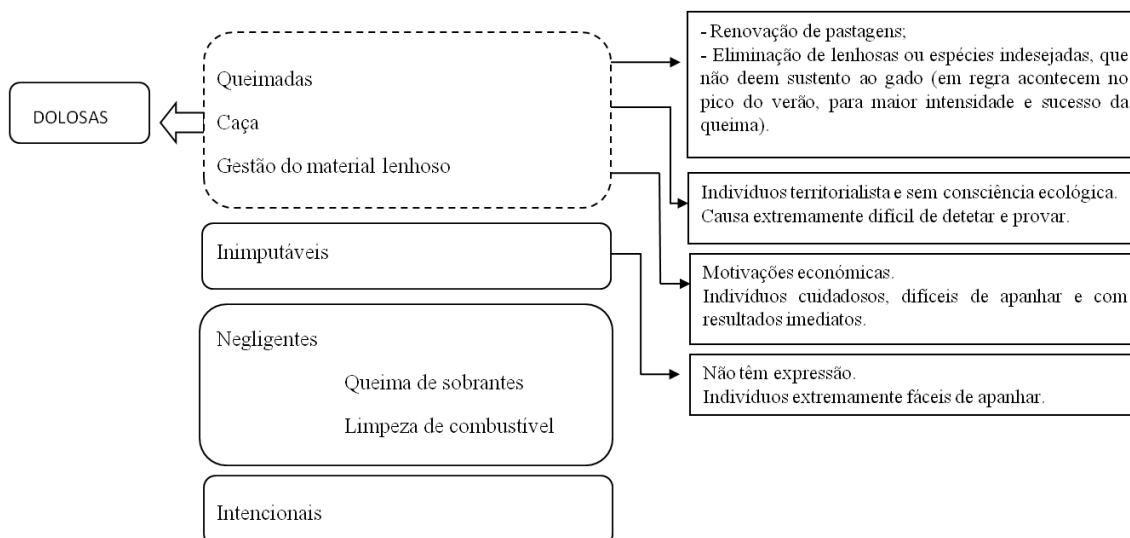 DOLOSAS
Queimadas
Caça
Gestão do material lenhoso
Inimputáveis
Negligentes
Queima de sobrantes
Limpeza de combustível
Intencionais
- Renovação de pastagens;
- Eliminação de lenhosas ou espécies indesejadas, que
não deem sustento ao gado (em regra acontecem no
pico do verão, para maior intensidade e sucesso da
queima).
Indivíduos territorialista e sem consciência ecológica.
Causa extremamente difícil de detetar e provar.
Motivações económicas.
Indivíduos cuidadosos, difíceis de apanhar e com
resultados imediatos.
Não têm expressão.
Indivíduos extremamente fáceis de apanhar.